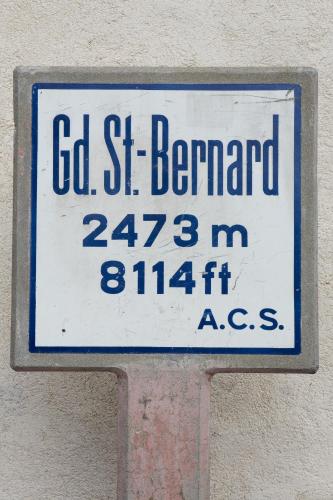 Gd. St.-Bernard
2473 m
8114 ft
A.C.S.